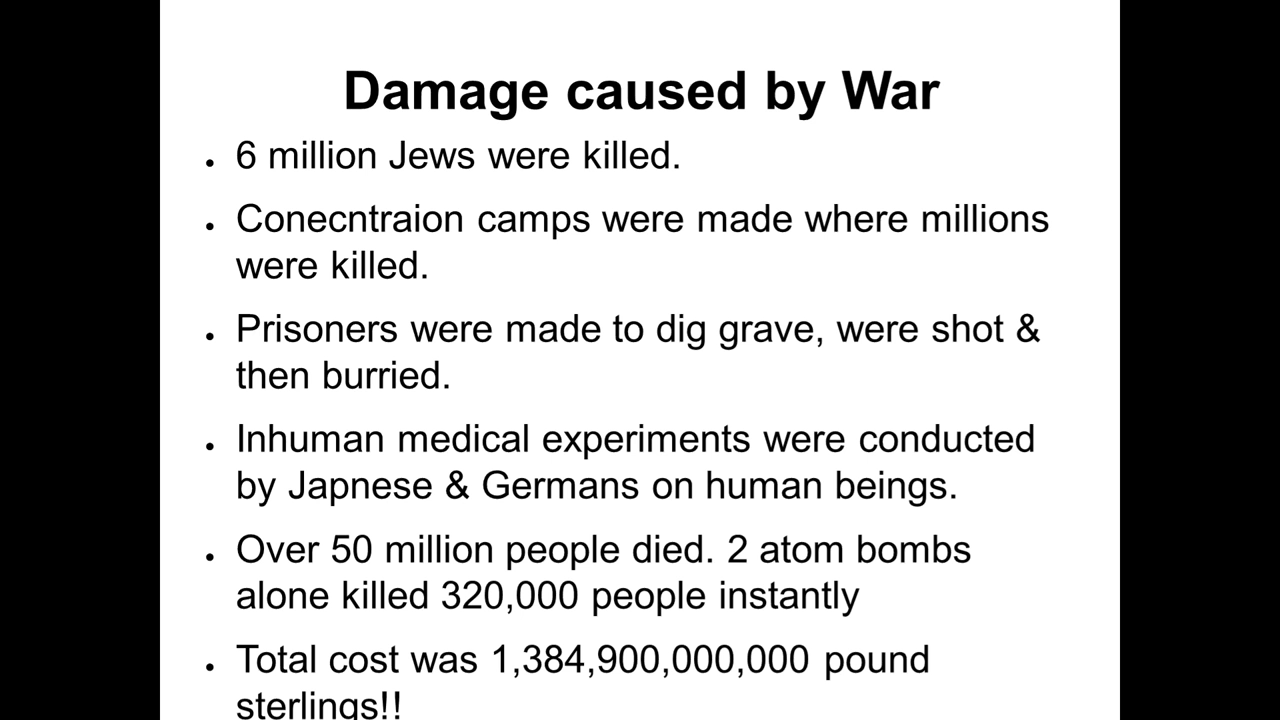 Damage caused by War
• 6 million Jews were killed.
• Conecntraion camps were made where millions
were killed.
• Prisoners were made to dig grave, were shot &
then burried.
• Inhuman medical experiments were conducted
by Japnese & Germans on human beings.
• Over 50 million people died. 2 atom bombs
alone killed 320,000 people instantly
• Total cost was 1,384,900,000,000 pound
sterlings!!